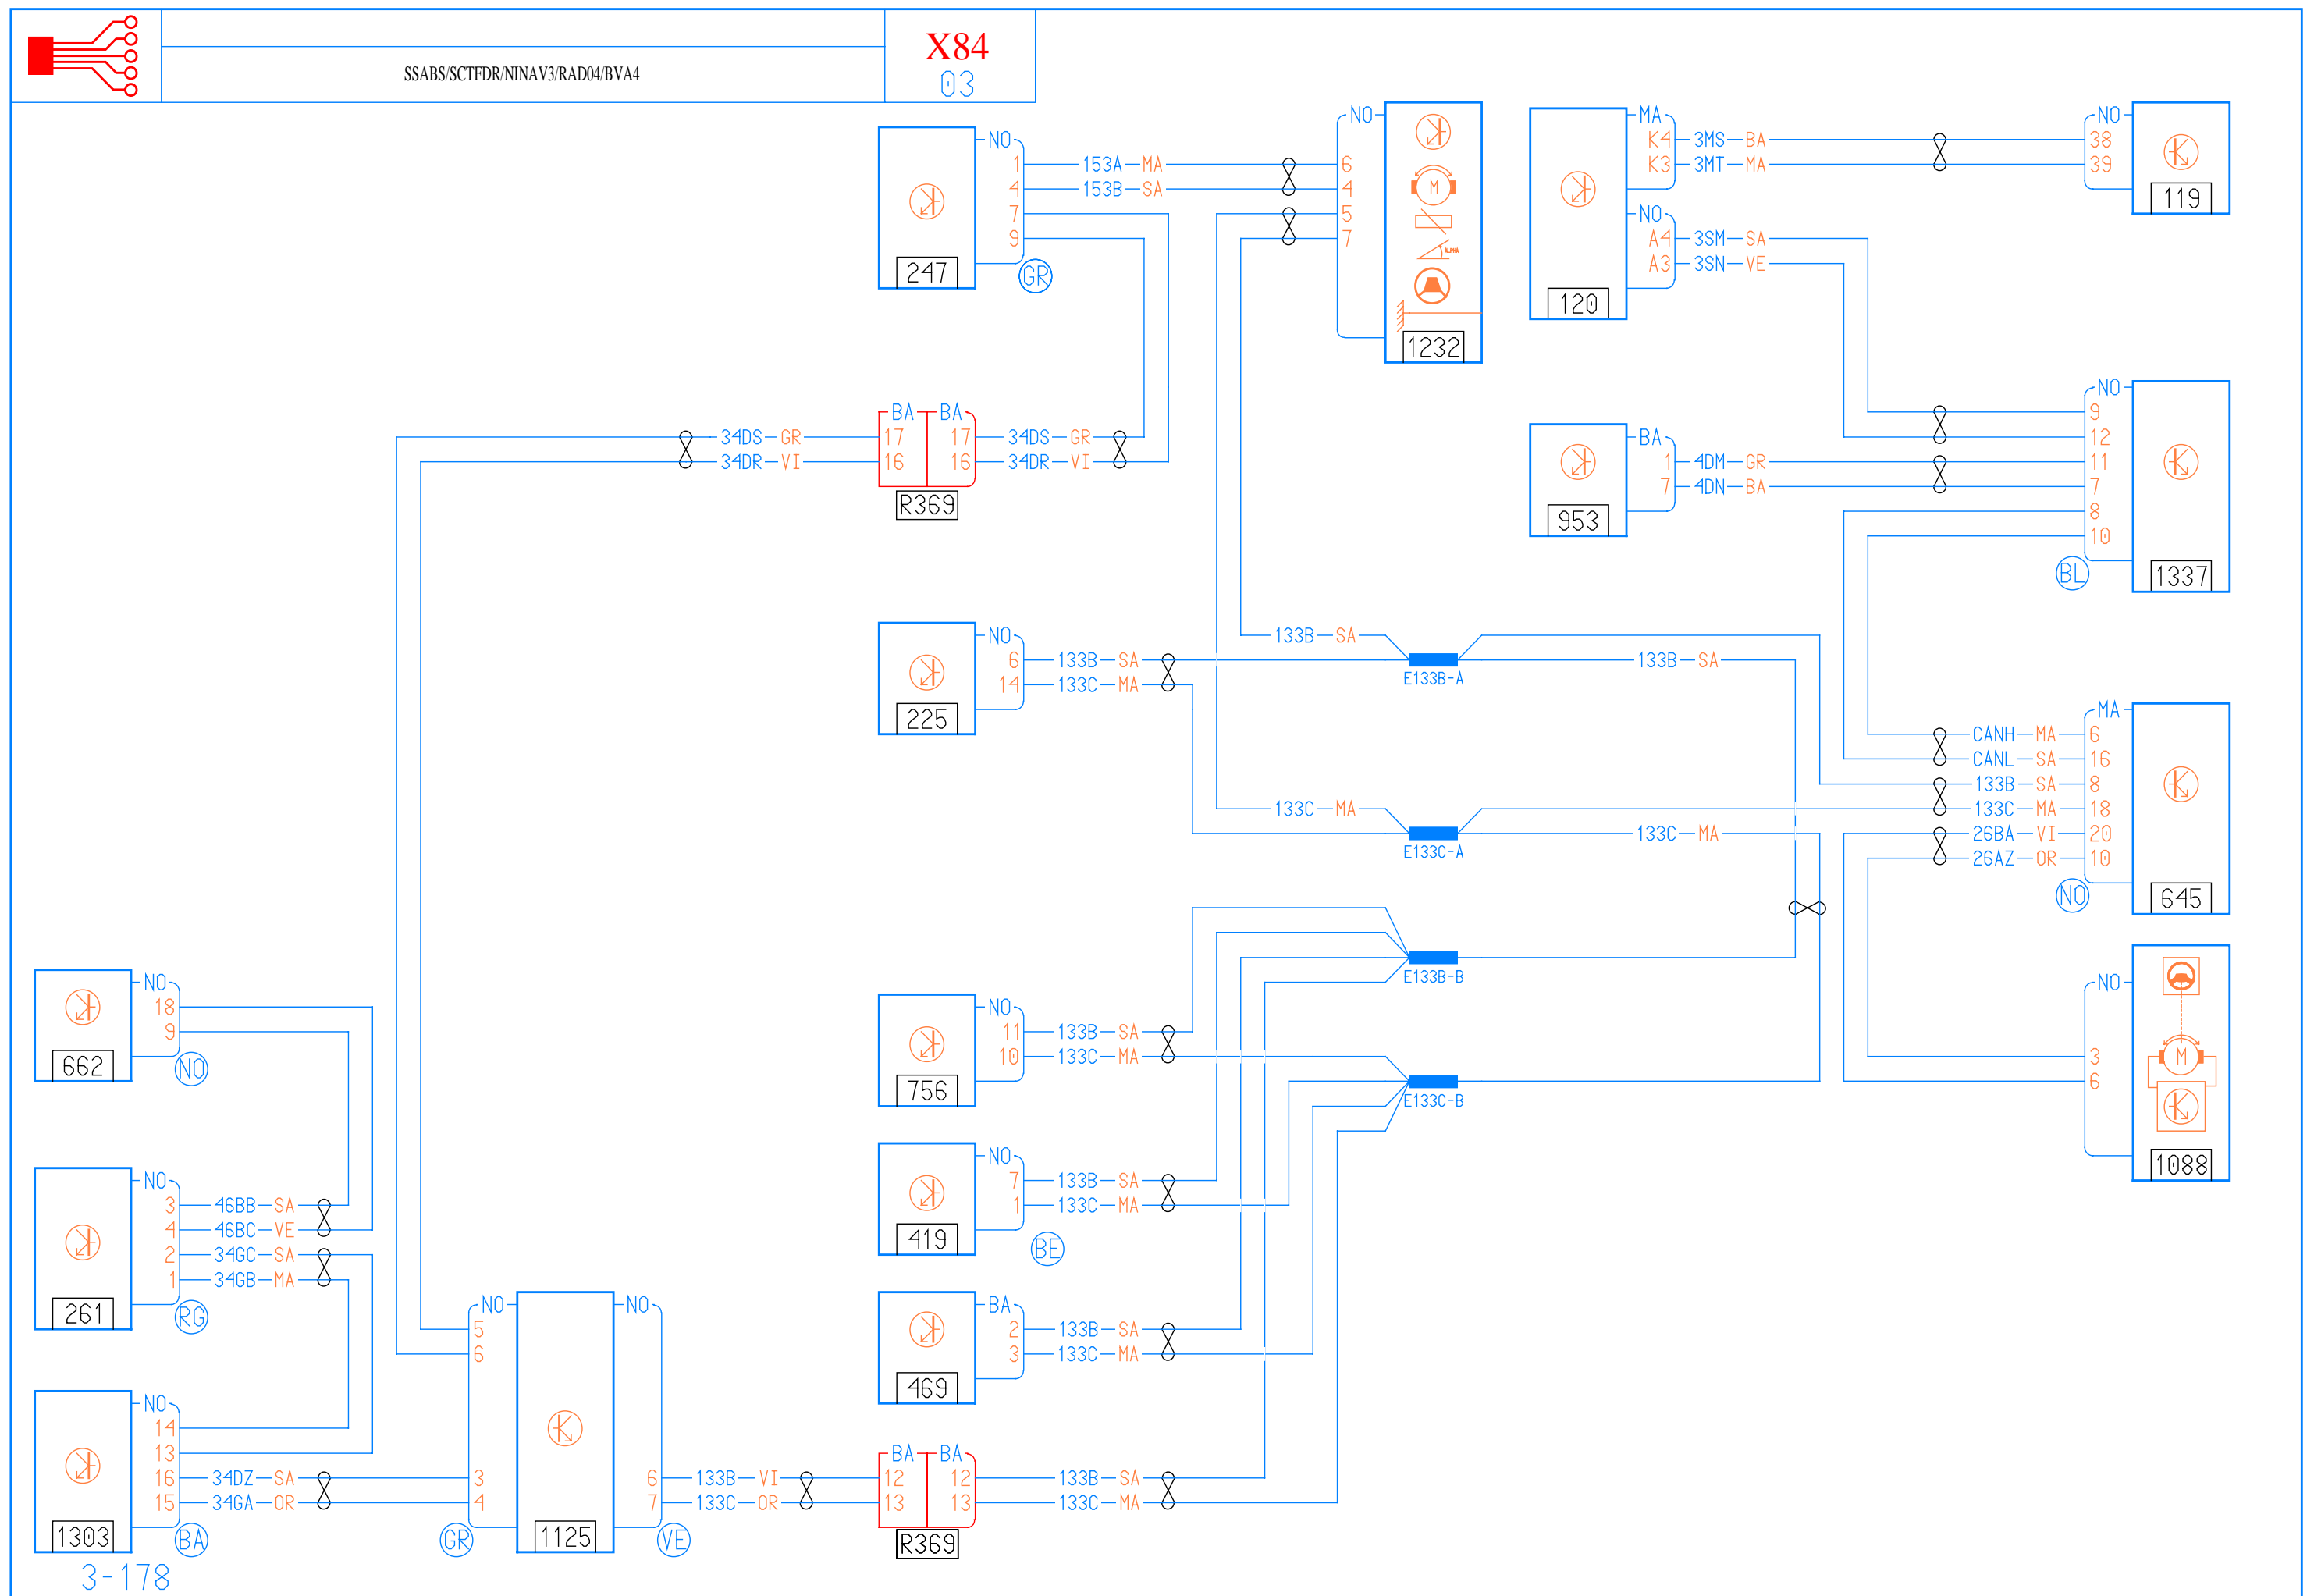 SSABS/SCTFDR/NINAV3/RAD04/BVA4
X84
03
NO
1 153A MA
4 153B SA
7
9
247
GR
NO
6
4
5
7
M
ALPHA
1232
MA
K4 3MS BA
K3 3MT MA
NO
A4 3SM SA
A3 3SN VE
120
NO
38
39
119
34DS GR
34DR VI
BA BA
17 17
16 16
R369
34DS GR
34DR VI
BA
1 4DM GR
7 4DN BA
953
NO
9
12
11
7
8
10
BL
1337
NO
6 133B SA
14 133C MA
225
133B SA
E133B-A
133B SA
133C MA
E133C-A
133C MA
MA
CANH MA 6
CANL SA 16
133B SA 8
133C MA 18
26BA VI 20
26AZ OR 10
NO
645
E133B-B
E133C-B
NO
3
6
M
1088
NO
18
9
662
NO
NO
11 133B SA
10 133C MA
756
NO
7 133B SA
1 133C MA
419
BE
NO
3 46BB SA
4 46BC VE
2 34GC SA
1 34GB MA
261
RG
BA
2 133B SA
3 133C MA
469
NO
14
13
16 34DZ SA
15 34GA OR
1303
BA
NO
5
6
3
4
GR
1125
NO
6 133B VI
7 133C OR
VE
BA BA
12 12
13 13
R369
133B SA
133C MA
3-178